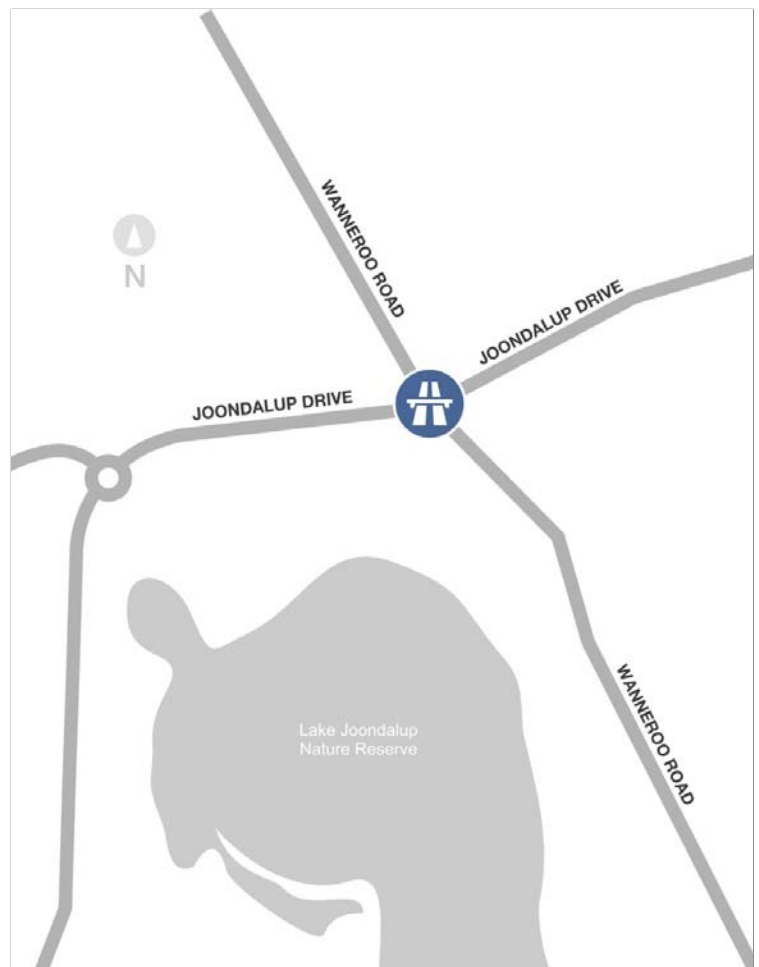 WANNEROO ROAD
N
JOONDALUP DRIVE
JOONDALUP DRIVE
Lake Joondalup
Nature Reserve
WANNEROO ROAD